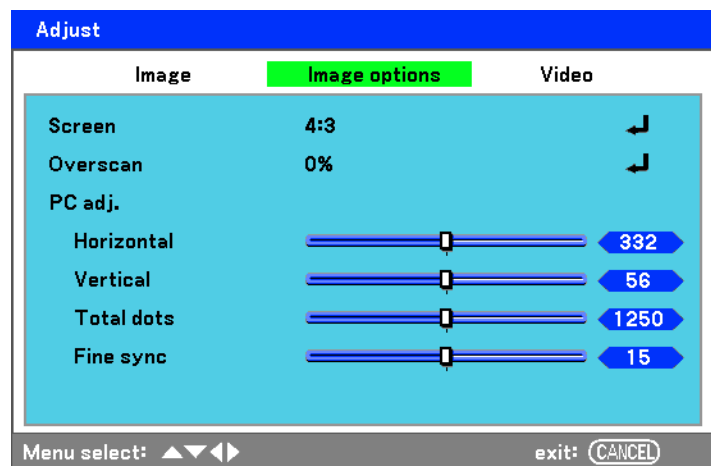 Adjust
Image Image options Video
Screen 4:3
Overscan 0%
PC adj.
Horizontal 332
Vertical 56
Total dots 1250
Fine sync 15
Menu select: ▲▼◀▶ exit: CANCEL